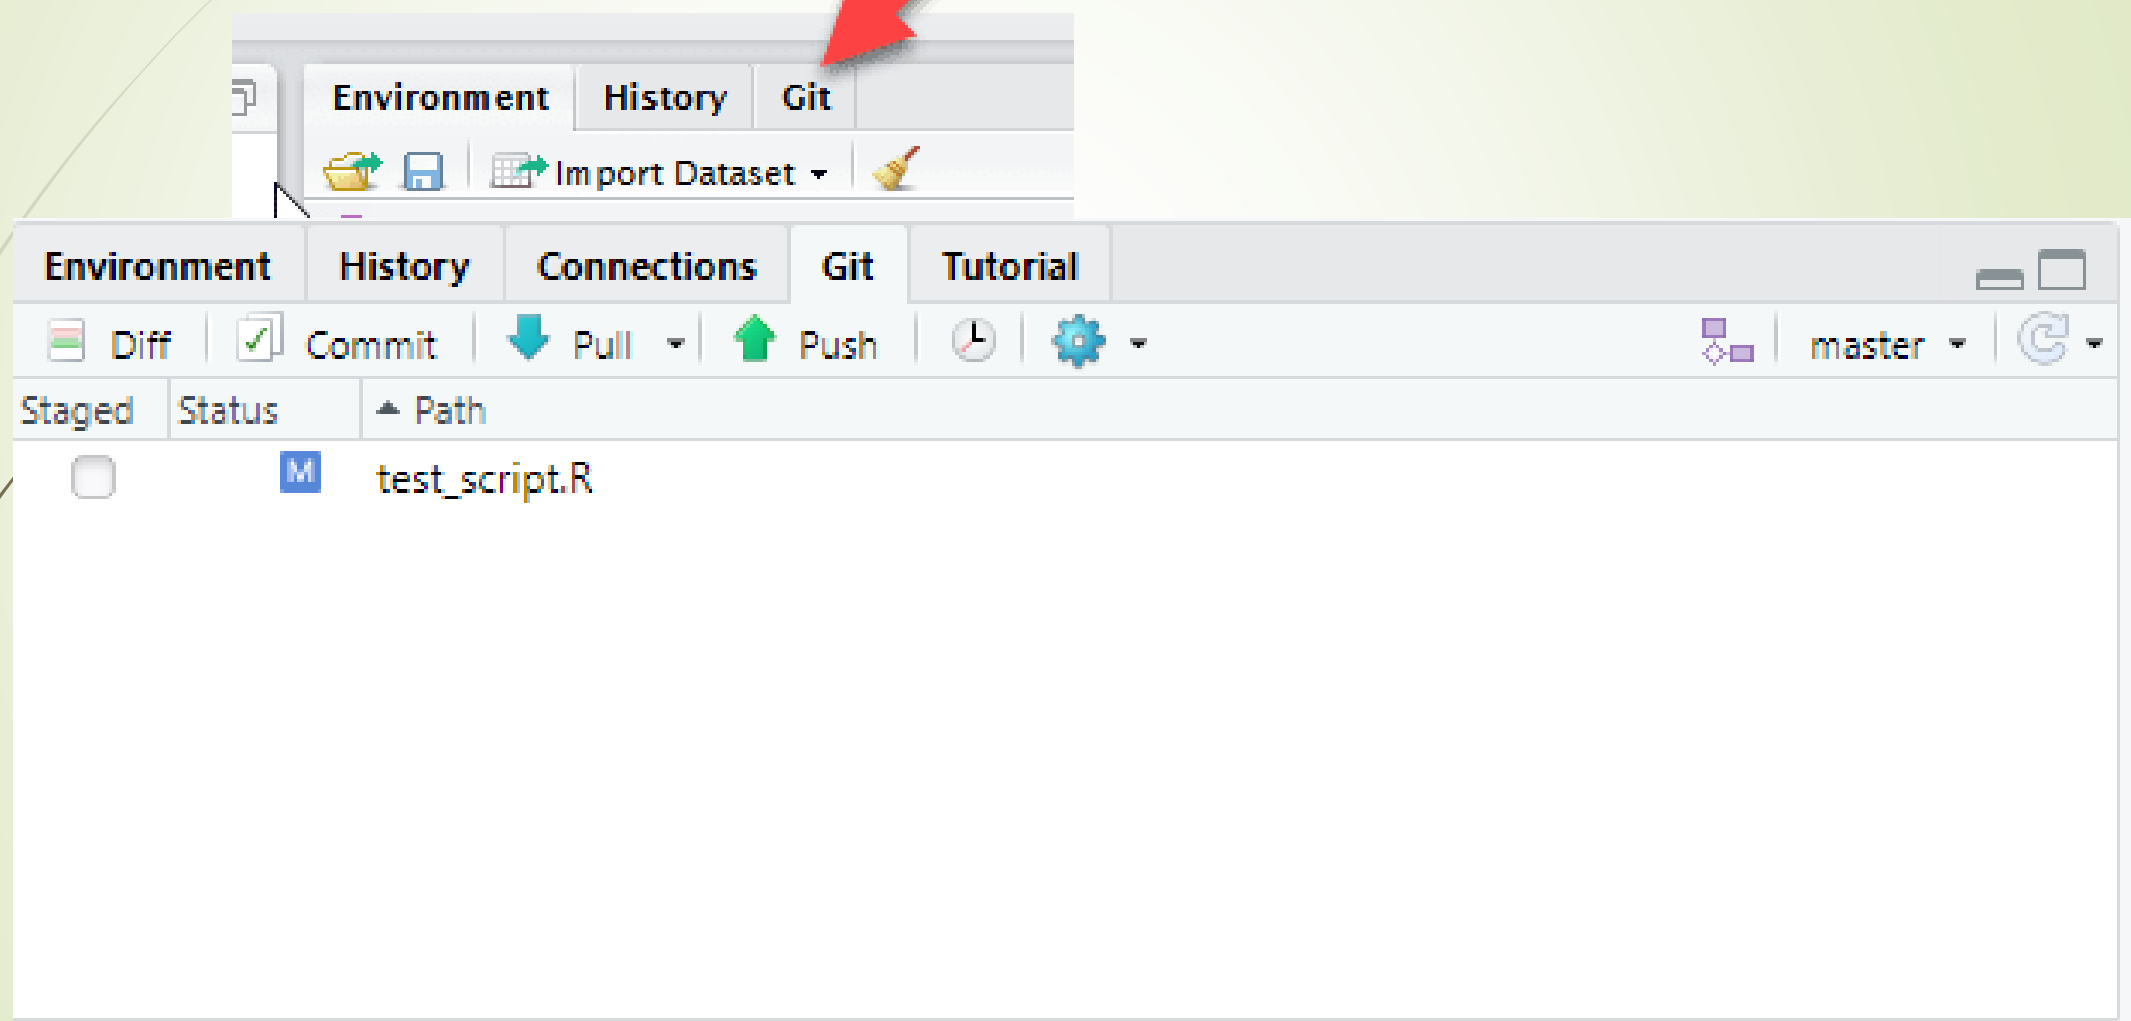 Environment History Git
Import Dataset
Environment History Connections Git Tutorial
Diff Commit Pull Push master
Staged Status Path
M test_script.R